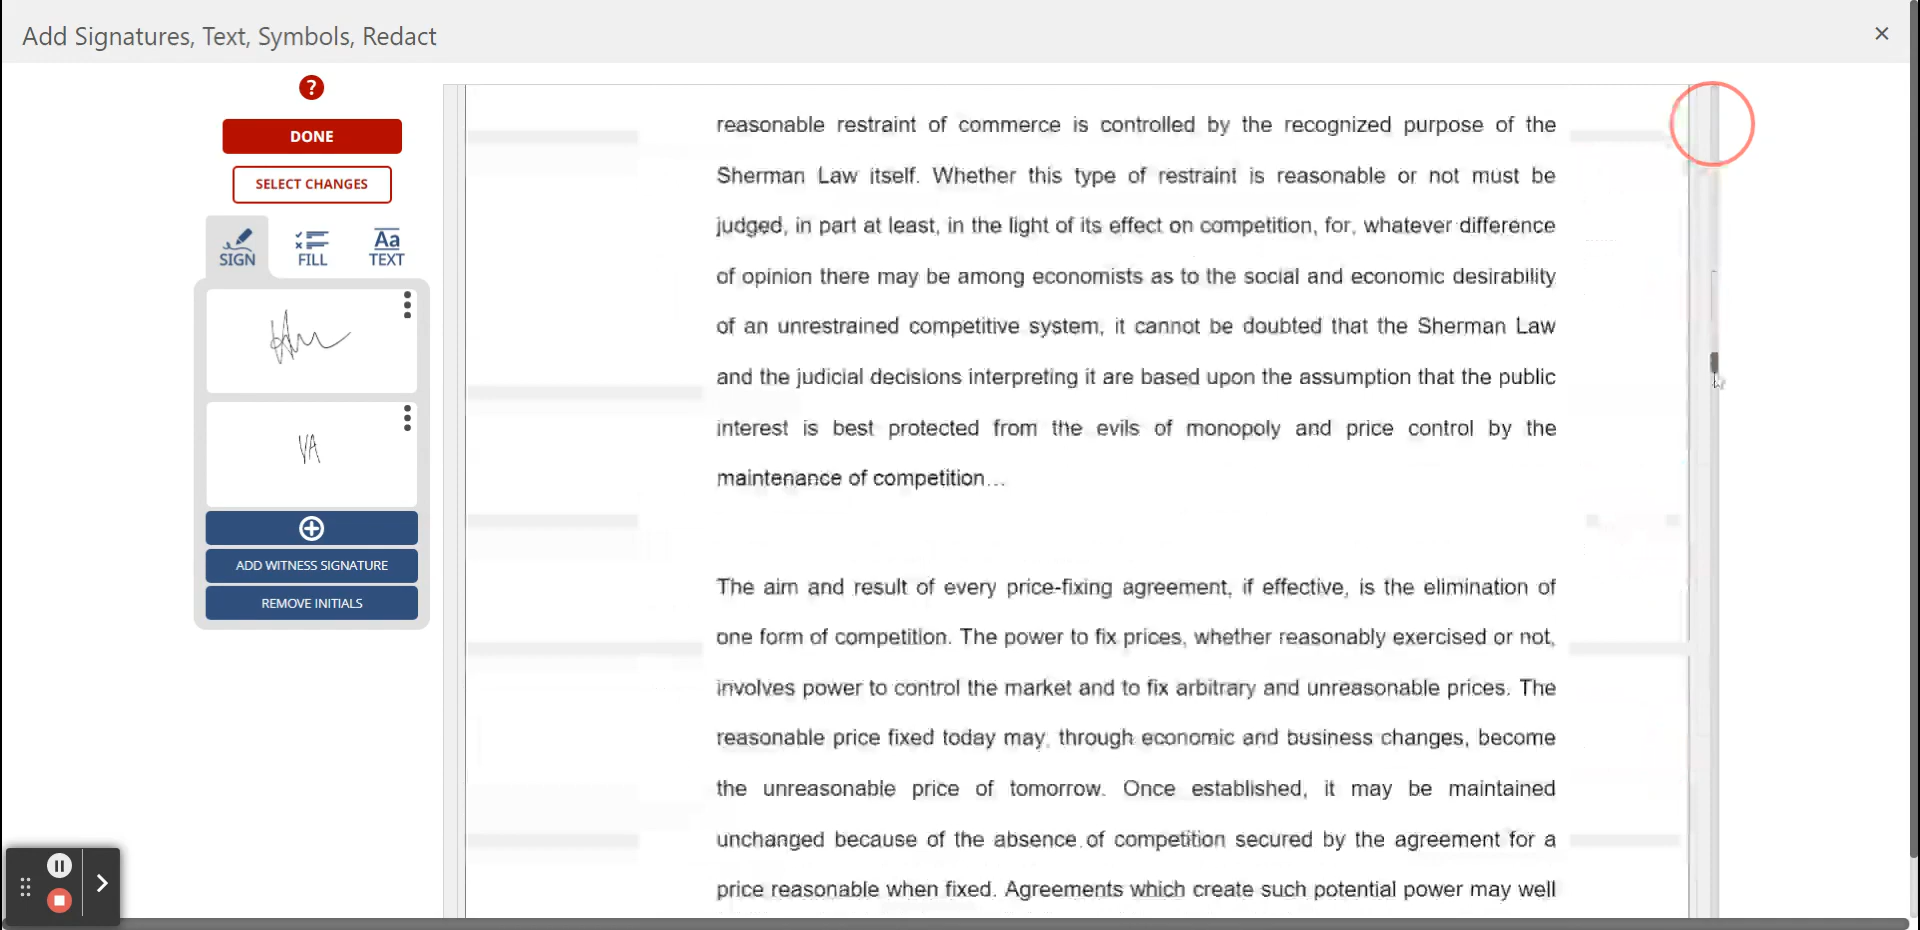 Add Signatures, Text, Symbols, Redact
?
DONE
SELECT CHANGES
SIGN
FILL
Aa
TEXT
VA
ADD WITNESS SIGNATURE
REMOVE INITIALS
reasonable restraint of commerce is controlled by the recognized purpose of the
Sherman Law itself. Whether this type of restraint is reasonable or not must be
judged, in part at least, in the light of its effect on competition, for, whatever difference
of opinion there may be among economists as to the social and economic desirability
of an unrestrained competitive system, it cannot be doubted that the Sherman Law
and the judicial decisions interpreting it are based upon the assumption that the public
interest is best protected from the evils of monopoly and price control by the
maintenance of competition…
The aim and result of every price-fixing agreement, if effective, is the elimination of
one form of competition. The power to fix prices, whether reasonably exercised or not,
involves power to control the market and to fix arbitrary and unreasonable prices. The
reasonable price fixed today may, through economic and business changes, become
the unreasonable price of tomorrow. Once established, it may be maintained
unchanged because of the absence of competition secured by the agreement for a
price reasonable when fixed. Agreements which create such potential power may well